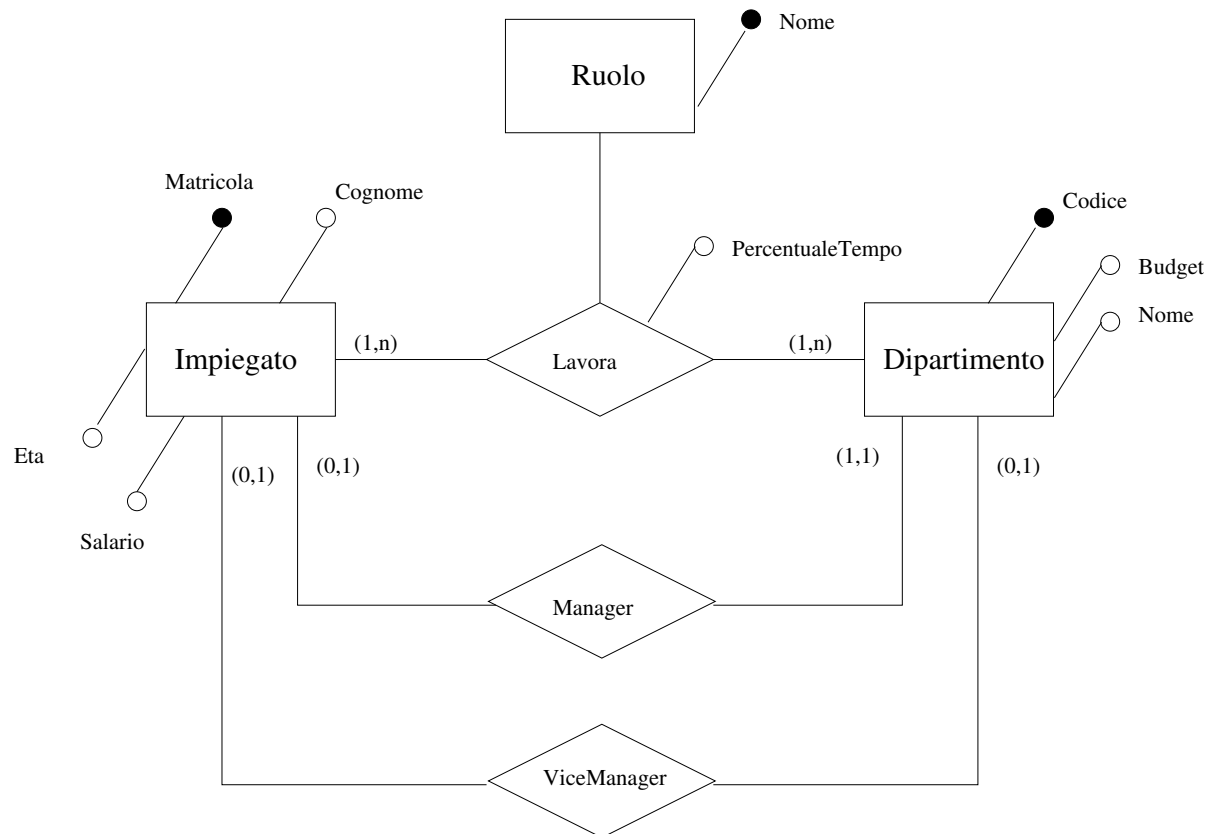 Nome
Ruolo
Matricola
Cognome
Codice
PercentualeTempo
Budget
Nome
Impiegato
(1,n)
Lavora
(1,n)
Dipartimento
Eta
(0,1)
(0,1)
(1,1)
(0,1)
Salario
Manager
ViceManager